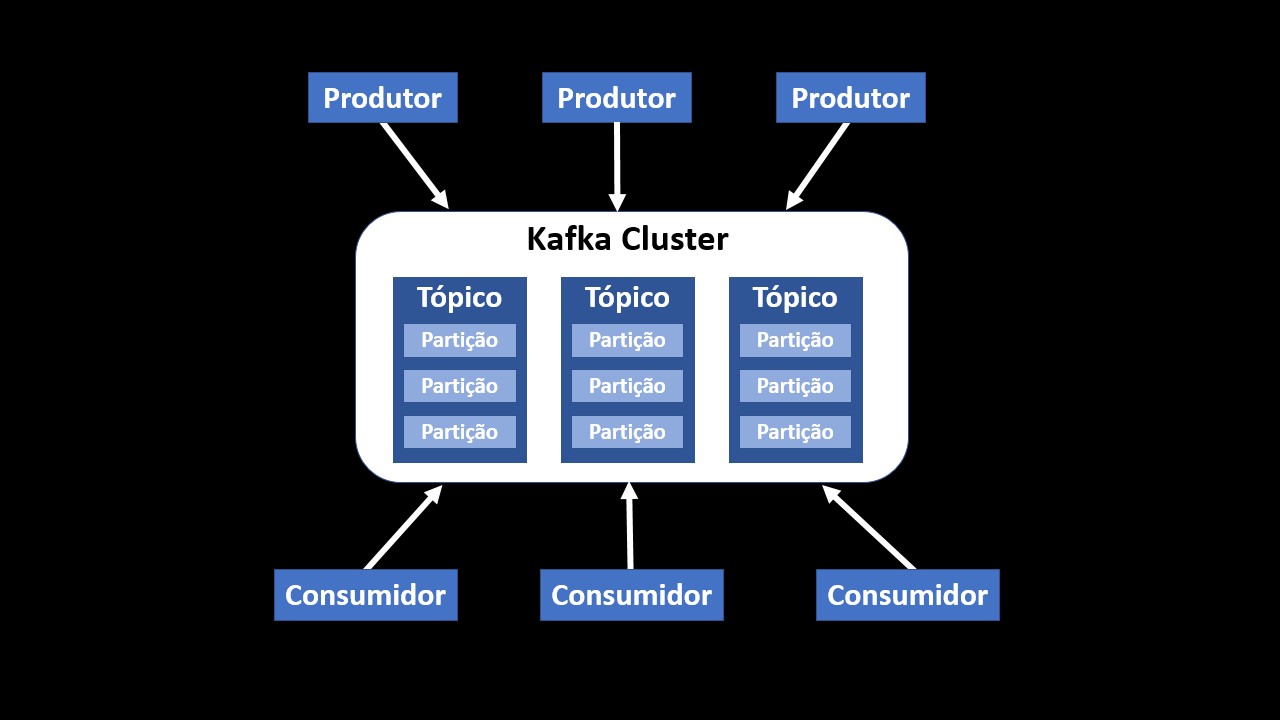 Produtor
Produtor
Produtor
Kafka Cluster
Tópico
Tópico
Tópico
Partição
Partição
Partição
Partição
Partição
Partição
Partição
Partição
Partição
Consumidor
Consumidor
Consumidor